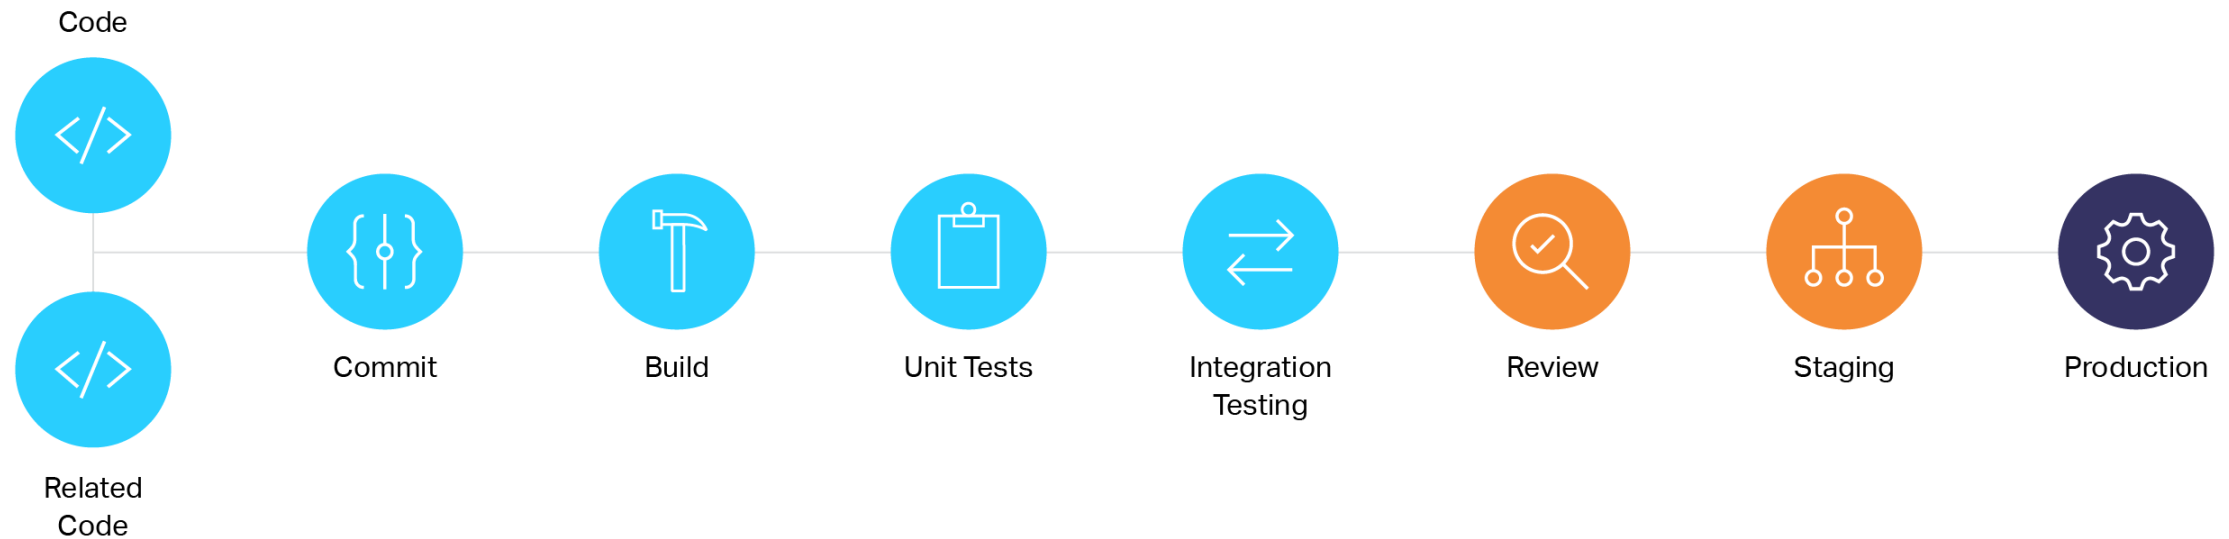 Code
Commit
Build
Unit Tests
Integration
Testing
Review
Staging
Production
Related
Code